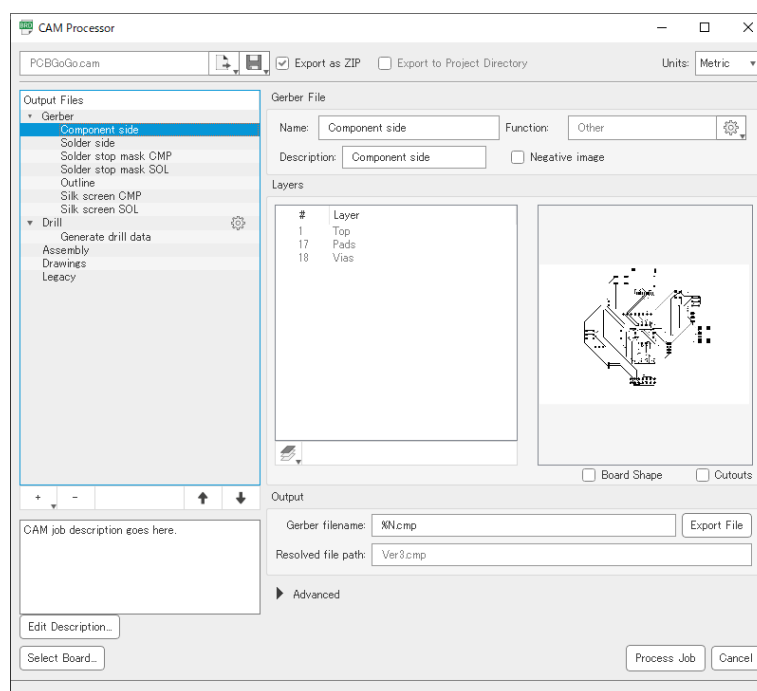 CAM Processor
PCBGoGo.cam
Export as ZIP
Export to Project Directory
Units: Metric
Output Files
Gerber
Component side
Solder side
Solder stop mask CMP
Solder stop mask SOL
Outline
Silk screen CMP
Silk screen SOL
Drill
Generate drill data
Assembly
Drawings
Legacy
+ -
CAM job description goes here.
Edit Description...
Select Board...
Gerber File
Name: Component side Function: Other
Description: Component side Negative image
Layers
# Layer
1 Top
17 Pads
18 Vias
Board Shape Cutouts
Output
Gerber filename: %N.cmp Export File
Resolved file path: Ver3.cmp
Advanced
Process Job Cancel